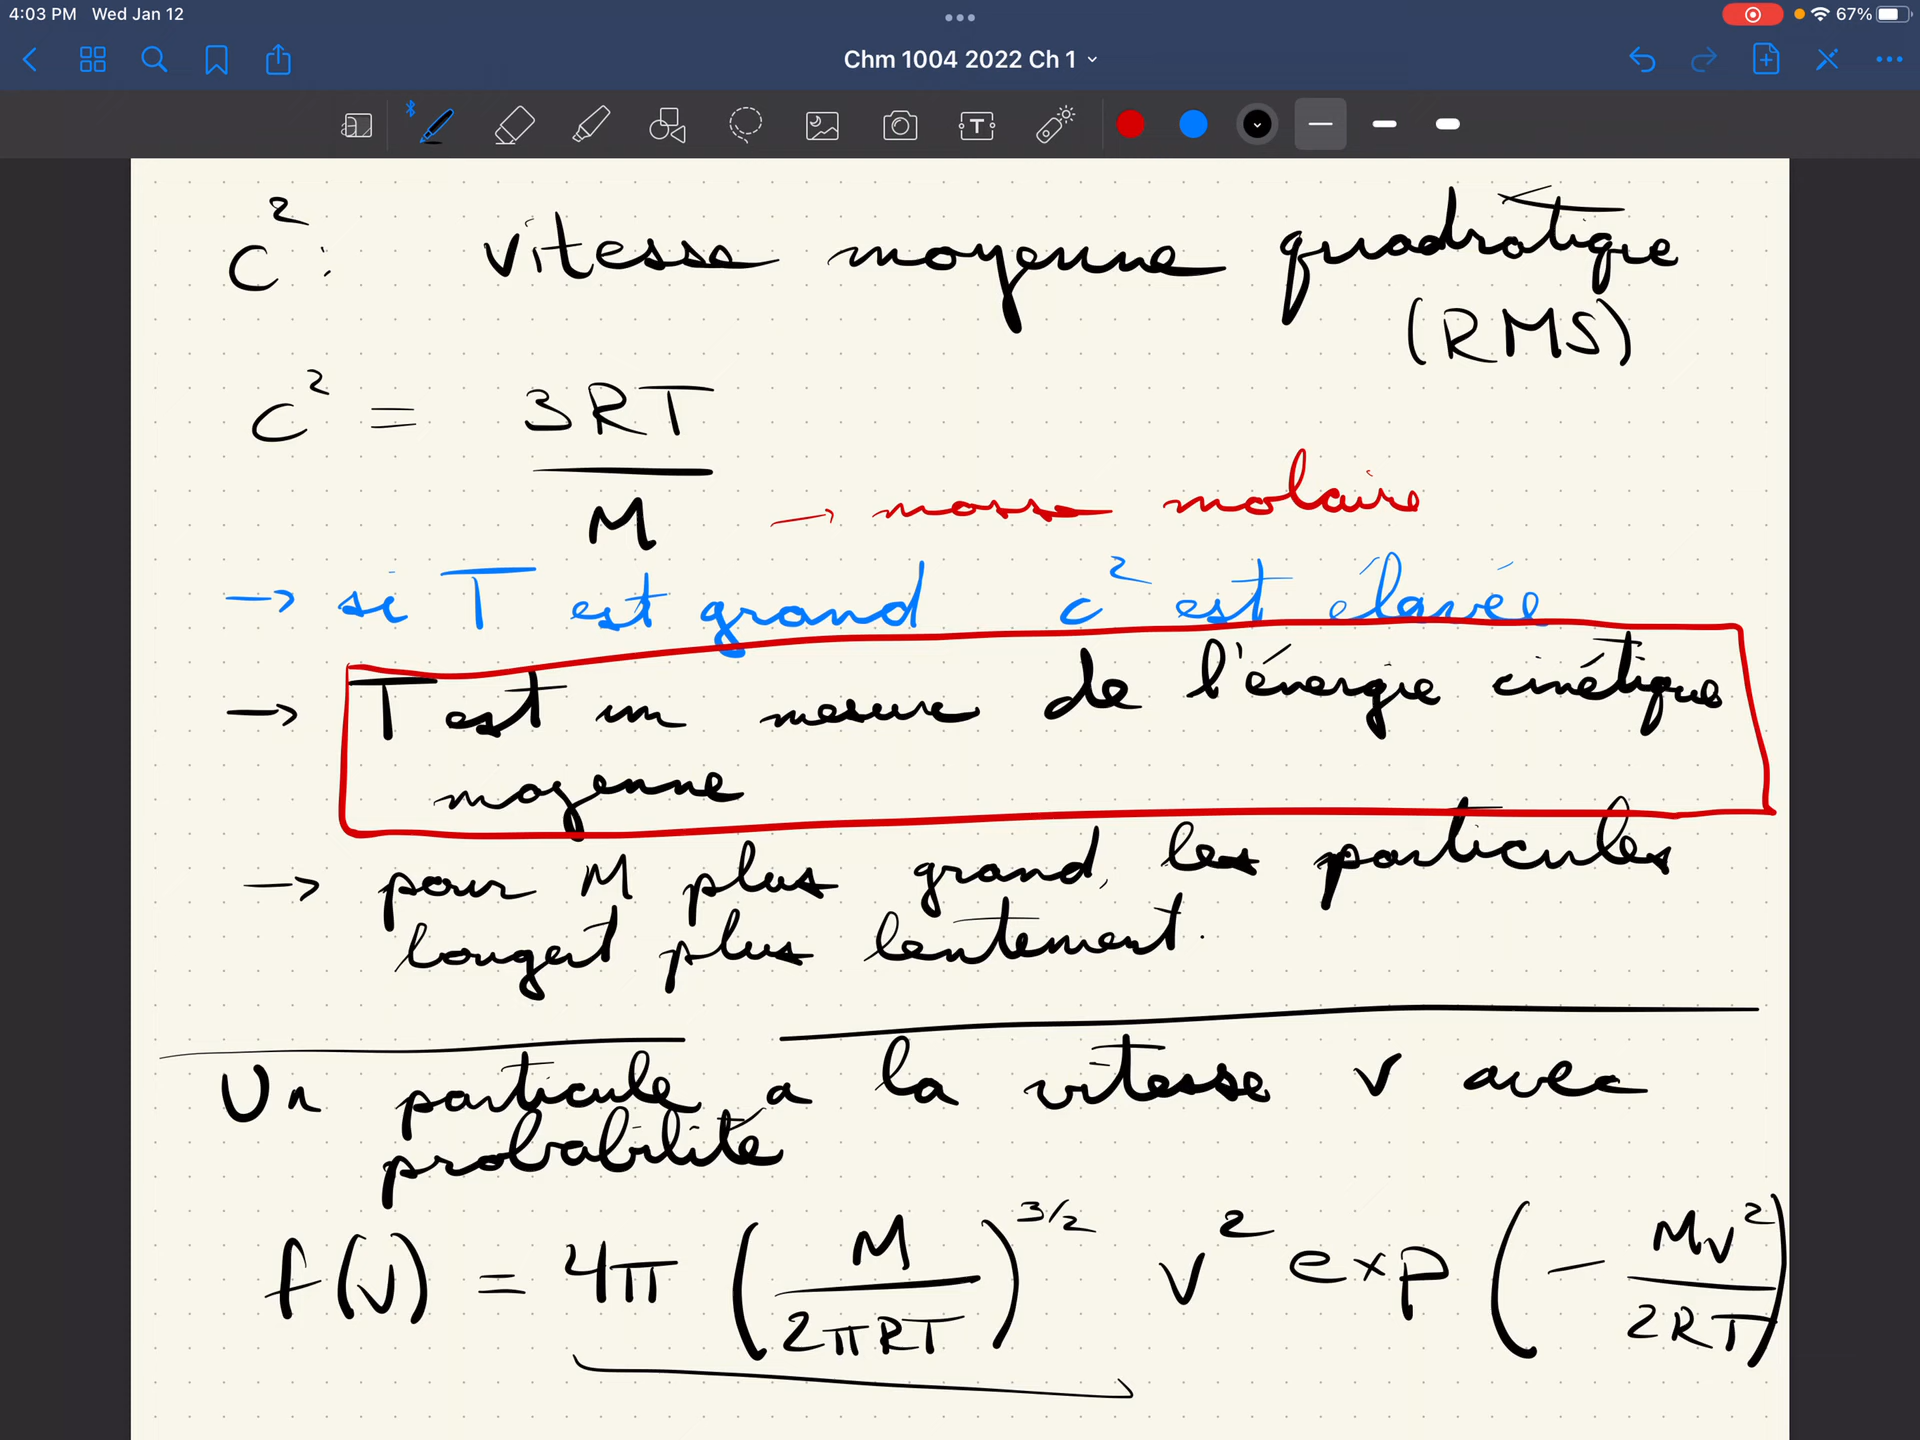 4:03 PM Wed Jan 12
67%
Chm 1004 2022 Ch 1
c²: vitesse moyenne quadratique
(RMS)
c² = 3RT
M → masse molaire
→ si T est grand c² est élevée
→ T est un mesure de l'énergie cinétique
moyenne
→ pour M plus grand, les particules
bougent plus lentement.
Un particule a la vitesse v avec
probabilité
f(v) = 4π (M / 2πRT)^3/2 v² exp (- Mv² / 2RT)